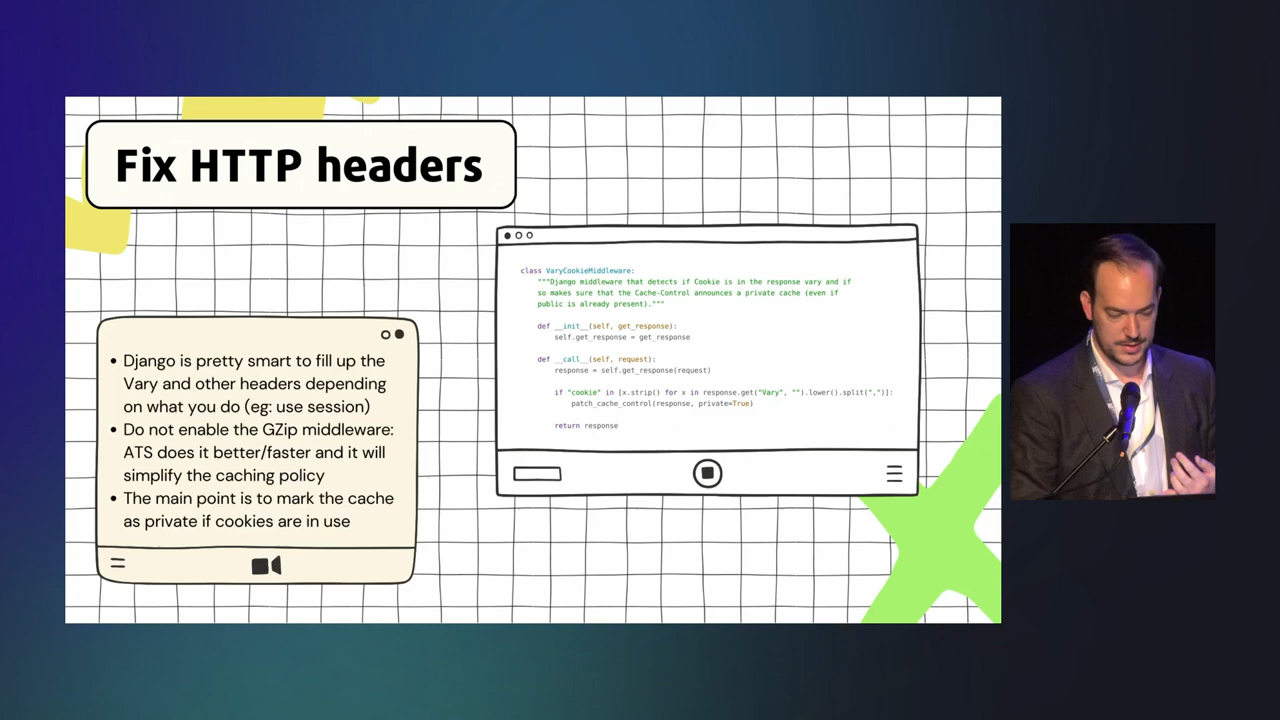 Fix HTTP headers
• Django is pretty smart to fill up the
Vary and other headers depending
on what you do (eg: use session)
• Do not enable the GZip middleware:
ATS does it better/faster and it will
simplify the caching policy
• The main point is to mark the cache
as private if cookies are in use
class VaryCookieMiddleware:
"""Django middleware that detects if Cookie is in the response vary and if
so makes sure that the Cache-Control announces a private cache (even if
public is already present)."""
def __init__(self, get_response):
self.get_response = get_response
def __call__(self, request):
response = self.get_response(request)
if "cookie" in [x.strip() for x in response.get("Vary", "").lower().split(",")]:
patch_cache_control(response, private=True)
return response